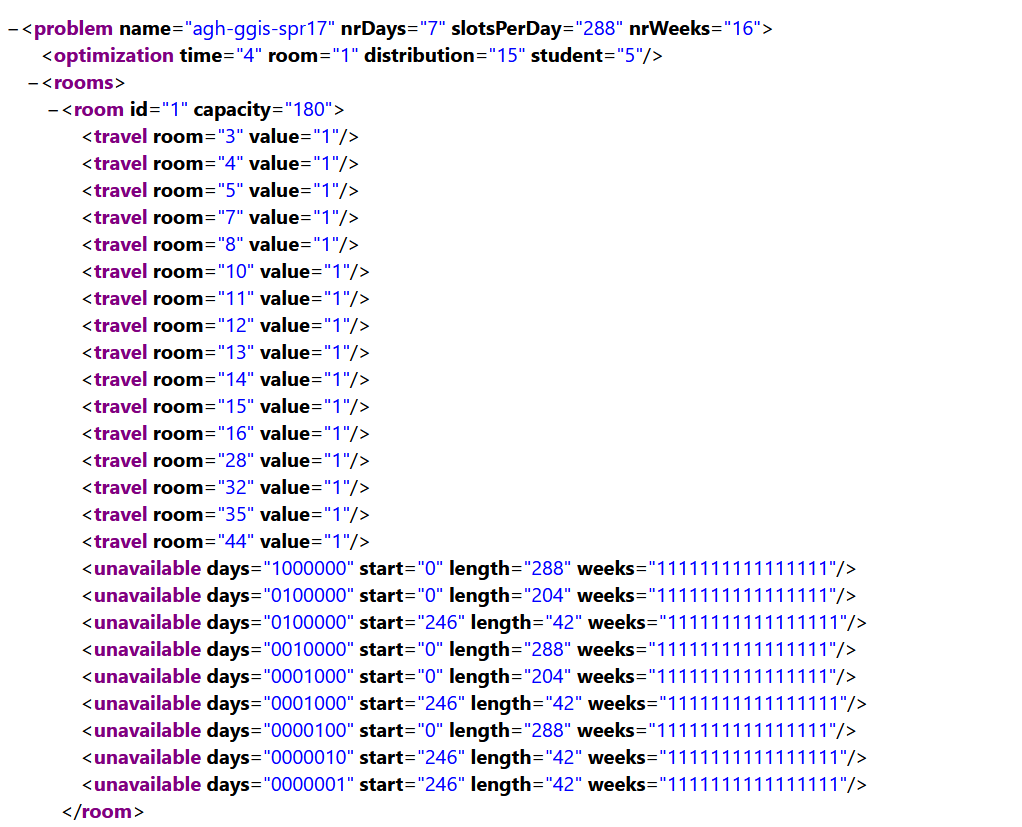 –<problem name="agh-ggis-spr17" nrDays="7" slotsPerDay="288" nrWeeks="16">
<optimization time="4" room="1" distribution="15" student="5"/>
–<rooms>
–<room id="1" capacity="180">
<travel room="3" value="1"/>
<travel room="4" value="1"/>
<travel room="5" value="1"/>
<travel room="7" value="1"/>
<travel room="8" value="1"/>
<travel room="10" value="1"/>
<travel room="11" value="1"/>
<travel room="12" value="1"/>
<travel room="13" value="1"/>
<travel room="14" value="1"/>
<travel room="15" value="1"/>
<travel room="16" value="1"/>
<travel room="28" value="1"/>
<travel room="32" value="1"/>
<travel room="35" value="1"/>
<travel room="44" value="1"/>
<unavailable days="1000000" start="0" length="288" weeks="1111111111111111"/>
<unavailable days="0100000" start="0" length="204" weeks="1111111111111111"/>
<unavailable days="0100000" start="246" length="42" weeks="1111111111111111"/>
<unavailable days="0010000" start="0" length="288" weeks="1111111111111111"/>
<unavailable days="0001000" start="0" length="204" weeks="1111111111111111"/>
<unavailable days="0001000" start="246" length="42" weeks="1111111111111111"/>
<unavailable days="0000100" start="0" length="288" weeks="1111111111111111"/>
<unavailable days="0000010" start="246" length="42" weeks="1111111111111111"/>
<unavailable days="0000001" start="246" length="42" weeks="1111111111111111"/>
</room>